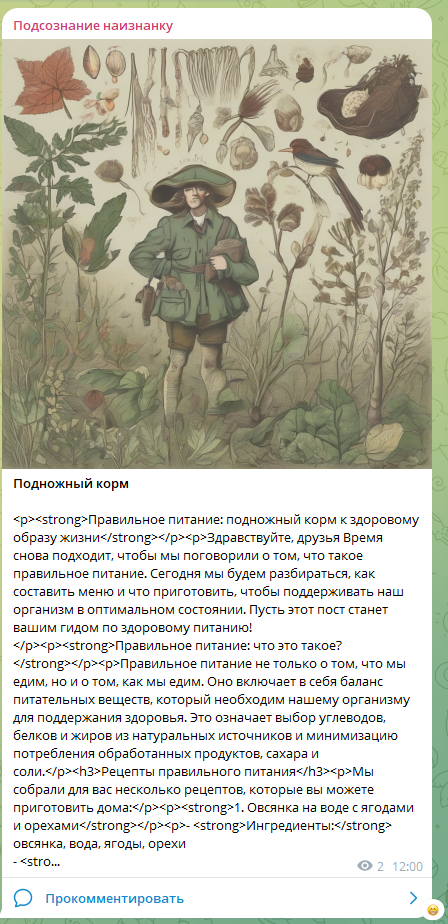 Подсознание наизнанку
Подножный корм
<p><strong>Правильное питание: подножный корм к здоровому
образу жизни</strong></p><p>Здравствуйте, друзья Время
снова подходит, чтобы мы поговорили о том, что такое
правильное питание. Сегодня мы будем разбираться, как
составить меню и что приготовить, чтобы поддерживать наш
организм в оптимальном состоянии. Пусть этот пост станет
вашим гидом по здоровому питанию!
</p><p><strong>Правильное питание: что это такое?
</strong></p><p>Правильное питание не только о том, что мы
едим, но и о том, как мы едим. Оно включает в себя баланс
питательных веществ, который необходим нашему организму
для поддержания здоровья. Это означает выбор углеводов,
белков и жиров из натуральных источников и минимизацию
потребления обработанных продуктов, сахара и
соли.</p><h3>Рецепты правильного питания</h3><p>Мы
собрали для вас несколько рецептов, которые вы можете
приготовить дома:</p><p><strong>1. Овсянка на воде с ягодами
и орехами</strong></p><p>- <strong>Ингредиенты:</strong>
овсянка, вода, ягоды, орехи
- <stro...
2 12:00
Прокомментировать